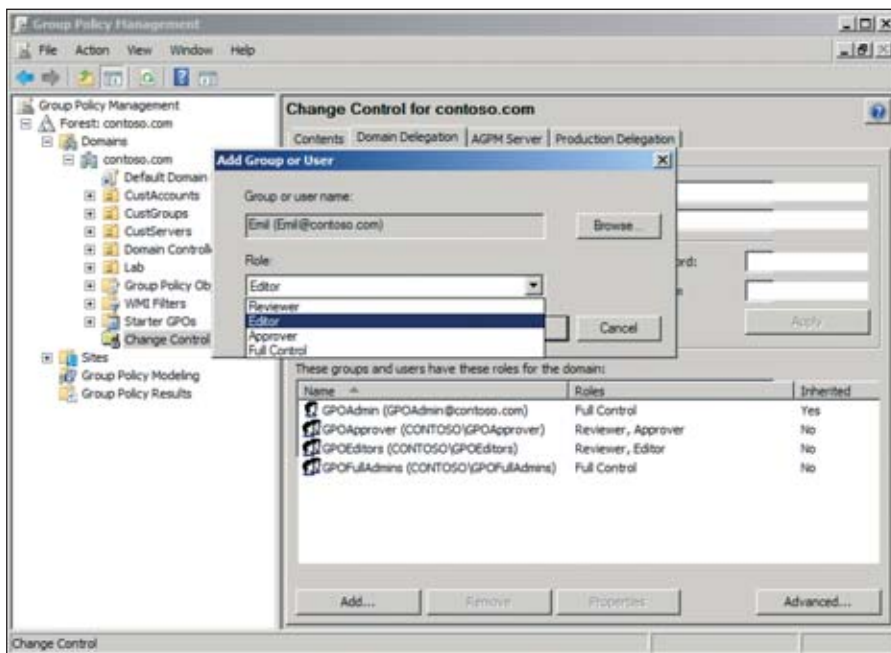 Group Policy Management
File Action View Window Help
Group Policy Management
Forest: contoso.com
Domains
contoso.com
Default Domain
CustAccounts
CustGroups
CustServers
Domain Controll
Lab
Group Policy Ob
WMI Filters
Starter GPOs
Change Control
Sites
Group Policy Modeling
Group Policy Results
Change Control for contoso.com
Contents Domain Delegation AGPM Server Production Delegation
Add Group or User
Group or user name:
Emil (Emil@contoso.com) Browse...
Role:
Editor
Reviewer
Editor
Approver
Full Control
Cancel
Apply
These groups and users have these roles for the domain:
Name Roles Inherited
GPOAdmin (GPOAdmin@contoso.com) Full Control Yes
GPOApprover (CONTOSO\GPOApprover) Reviewer, Approver No
GPOEditors (CONTOSO\GPOEditors) Reviewer, Editor No
GPOFullAdmins (CONTOSO\GPOFullAdmins) Full Control No
Add... Remove Properties Advanced...
Change Control